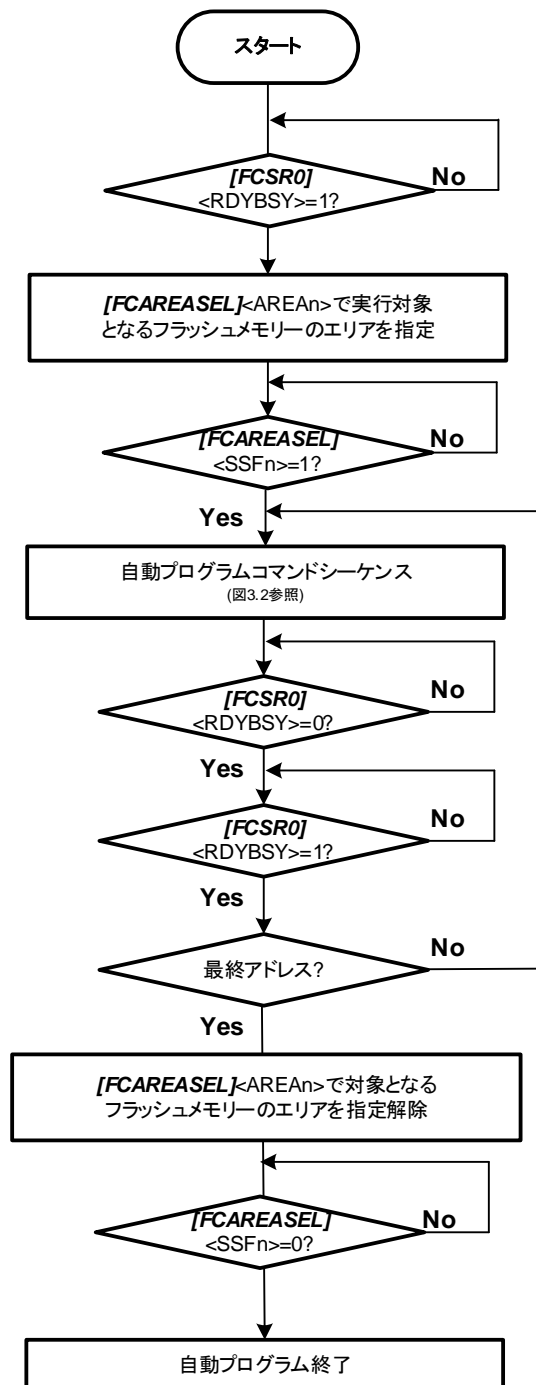 スタート
[FCSR0]
<RDYBSY>=1?
No
[FCAREASEL]<AREAn>で実行対象
となるフラッシュメモリーのエリアを指定
[FCAREASEL]
<SSFn>=1?
No
Yes
自動プログラムコマンドシーケンス
(図3.2参照)
[FCSR0]
<RDYBSY>=0?
No
Yes
[FCSR0]
<RDYBSY>=1?
No
Yes
最終アドレス?
No
Yes
[FCAREASEL]<AREAn>で対象となる
フラッシュメモリーのエリアを指定解除
[FCAREASEL]
<SSFn>=0?
No
自動プログラム終了